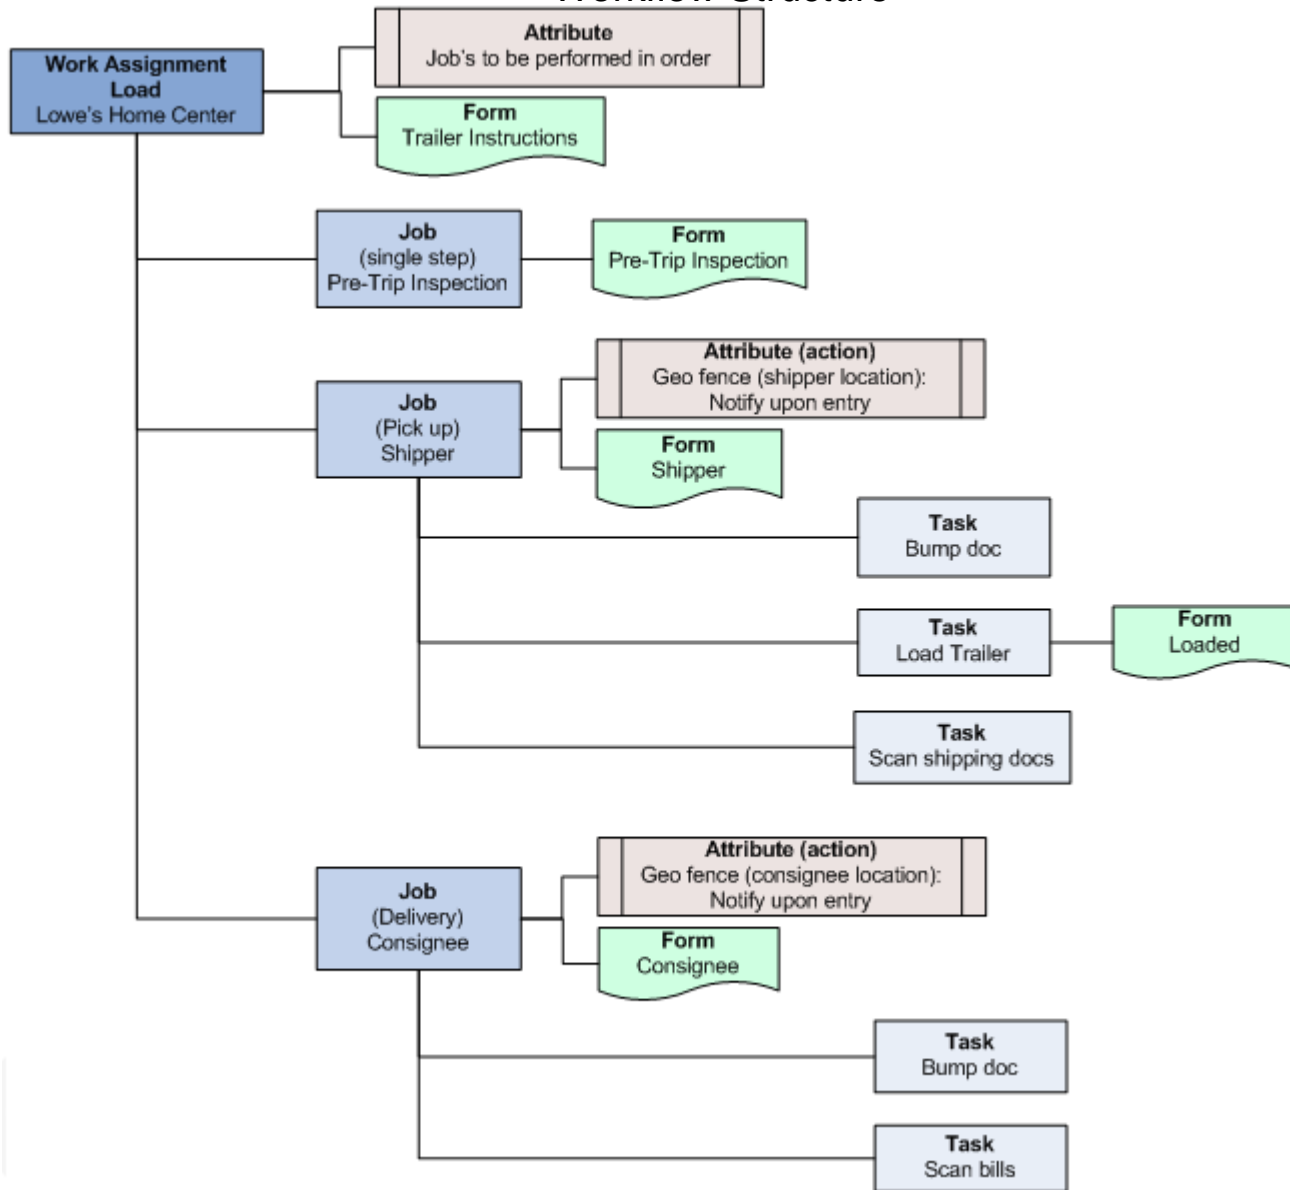 Workflow Structure
Attribute
Job's to be performed in order
Work Assignment
Load
Lowe's Home Center
Form
Trailer Instructions
Job
(single step)
Pre-Trip Inspection
Form
Pre-Trip Inspection
Attribute (action)
Geo fence (shipper location):
Notify upon entry
Job
(Pick up)
Shipper
Form
Shipper
Task
Bump doc
Task
Load Trailer
Form
Loaded
Task
Scan shipping docs
Attribute (action)
Geo fence (consignee location):
Notify upon entry
Job
(Delivery)
Consignee
Form
Consignee
Task
Bump doc
Task
Scan bills